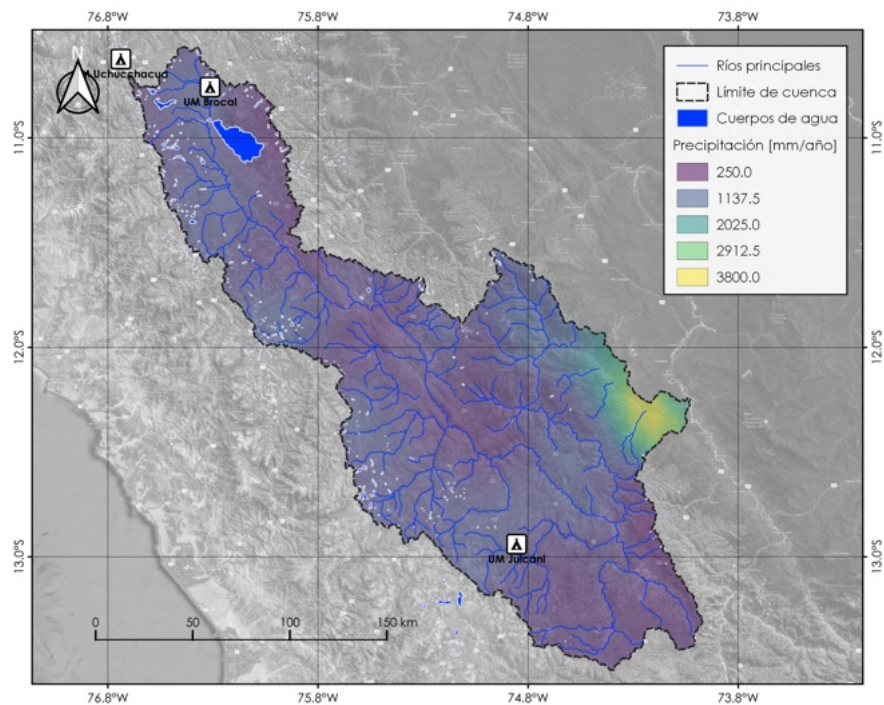 76.8°W 75.8°W 74.8°W 73.8°W
N
UM Uchucchacua
UM Brocal
Ríos principales
Límite de cuenca
Cuerpos de agua
Precipitación [mm/año]
250.0
1137.5
2025.0
2912.5
3800.0
11.0°S 11.0°S
12.0°S 12.0°S
13.0°S 13.0°S
UM Julcani
0 50 100 150 km
76.8°W 75.8°W 74.8°W 73.8°W